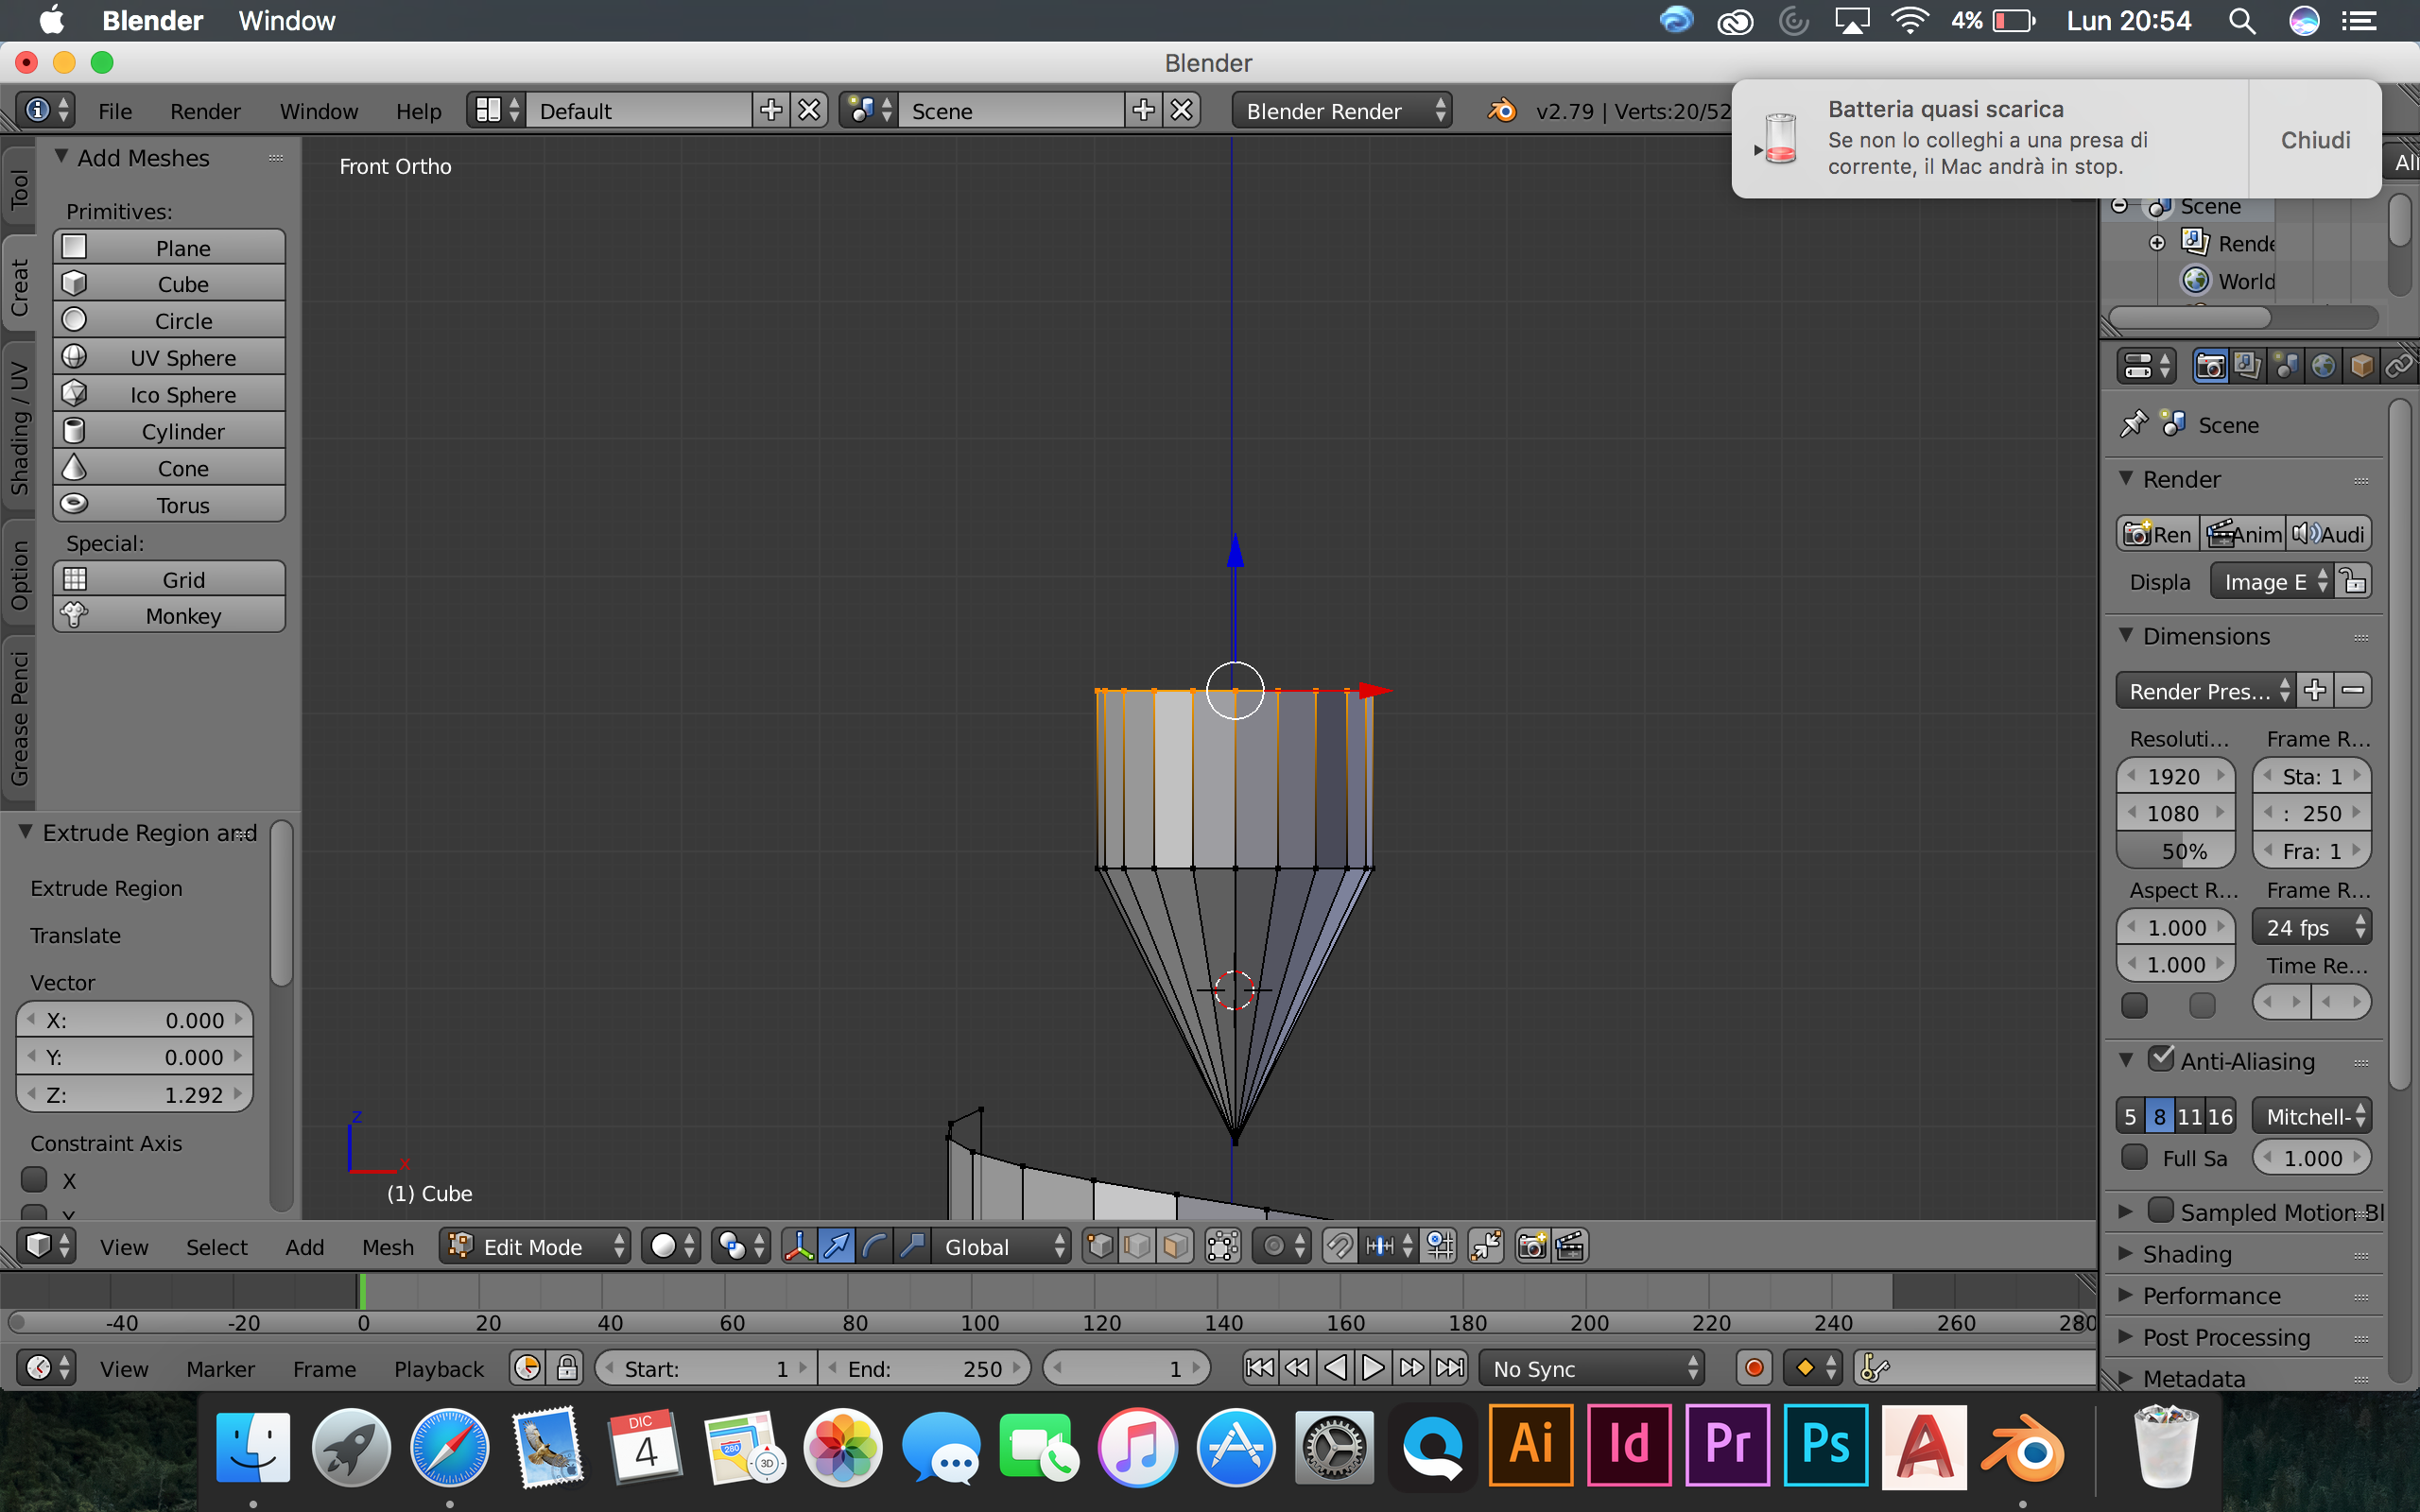 Blender Window 4% Lun 20:54
Blender
File Render Window Help Default Scene Blender Render v2.79 | Verts:20/52
Batteria quasi scarica
Se non lo colleghi a una presa di
corrente, il Mac andrà in stop.
Chiudi
Tool
Creat
Shading / UV
Option
Grease Penci
Add Meshes
Primitives:
Plane
Cube
Circle
UV Sphere
Ico Sphere
Cylinder
Cone
Torus
Special:
Grid
Monkey
Extrude Region and
Extrude Region
Translate
Vector
X: 0.000
Y: 0.000
Z: 1.292
Constraint Axis
X
Y
Front Ortho
z
x
(1) Cube
Scene
Rende
World
Scene
Render
Ren Anim Audi
Displa Image E
Dimensions
Render Pres...
Resoluti... Frame R...
1920 Sta: 1
1080 : 250
50% Fra: 1
Aspect R... Frame R...
1.000 24 fps
1.000 Time Re...
Anti-Aliasing
5 8 11 16 Mitchell-
Full Sa 1.000
Sampled Motion Bl
Shading
Performance
Post Processing
Metadata
View Select Add Mesh Edit Mode Global
-40 -20 0 20 40 60 80 100 120 140 160 180 200 220 240 260 280
View Marker Frame Playback Start: 1 End: 250 1 No Sync
DIC
4
280
3D
Ai Id Pr Ps